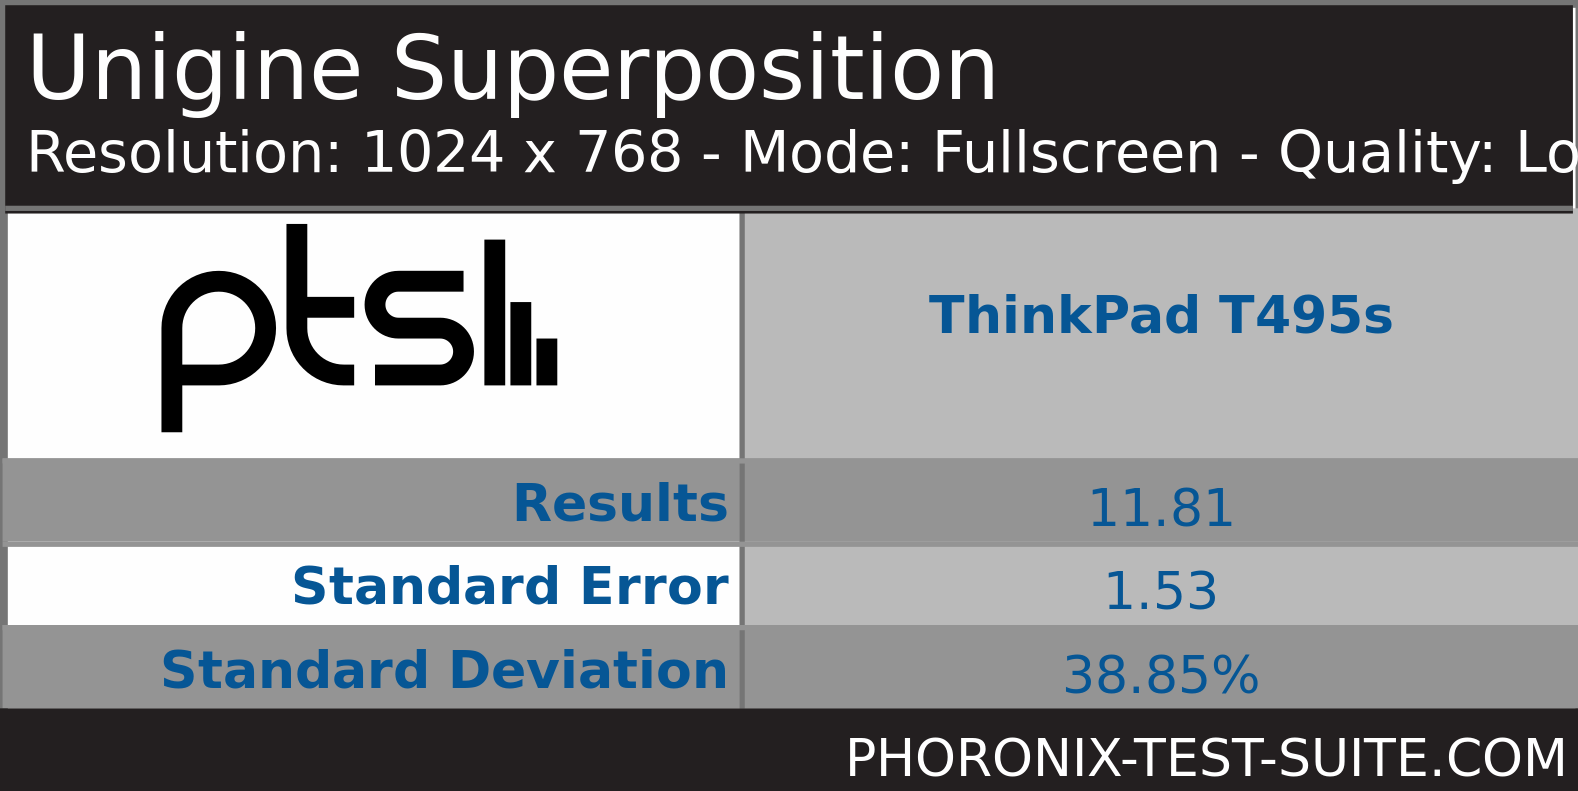 Unigine Superposition
Resolution: 1024 x 768 - Mode: Fullscreen - Quality: Lo
pts
ThinkPad T495s
Results 11.81
Standard Error 1.53
Standard Deviation 38.85%
PHORONIX-TEST-SUITE.COM